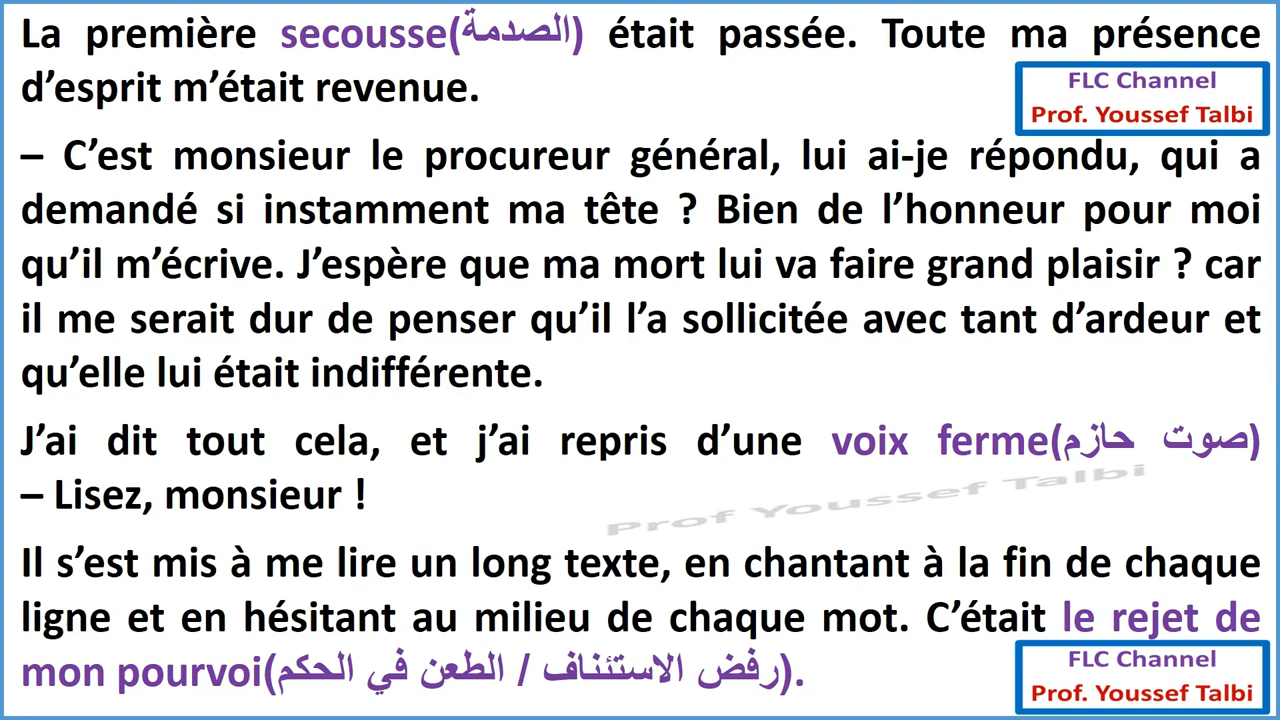 La première secousse(الصدمة) était passée. Toute ma présence
d’esprit m’était revenue.
FLC Channel
Prof. Youssef Talbi
– C’est monsieur le procureur général, lui ai-je répondu, qui a
demandé si instamment ma tête ? Bien de l’honneur pour moi
qu’il m’écrive. J’espère que ma mort lui va faire grand plaisir ? car
il me serait dur de penser qu’il l’a sollicitée avec tant d’ardeur et
qu’elle lui était indifférente.
J’ai dit tout cela, et j’ai repris d’une voix ferme(صوت حازم)
– Lisez, monsieur !
Prof Youssef Talbi
Il s’est mis à me lire un long texte, en chantant à la fin de chaque
ligne et en hésitant au milieu de chaque mot. C’était le rejet de
mon pourvoi(رفض الاستئناف / الطعن في الحكم).
FLC Channel
Prof. Youssef Talbi